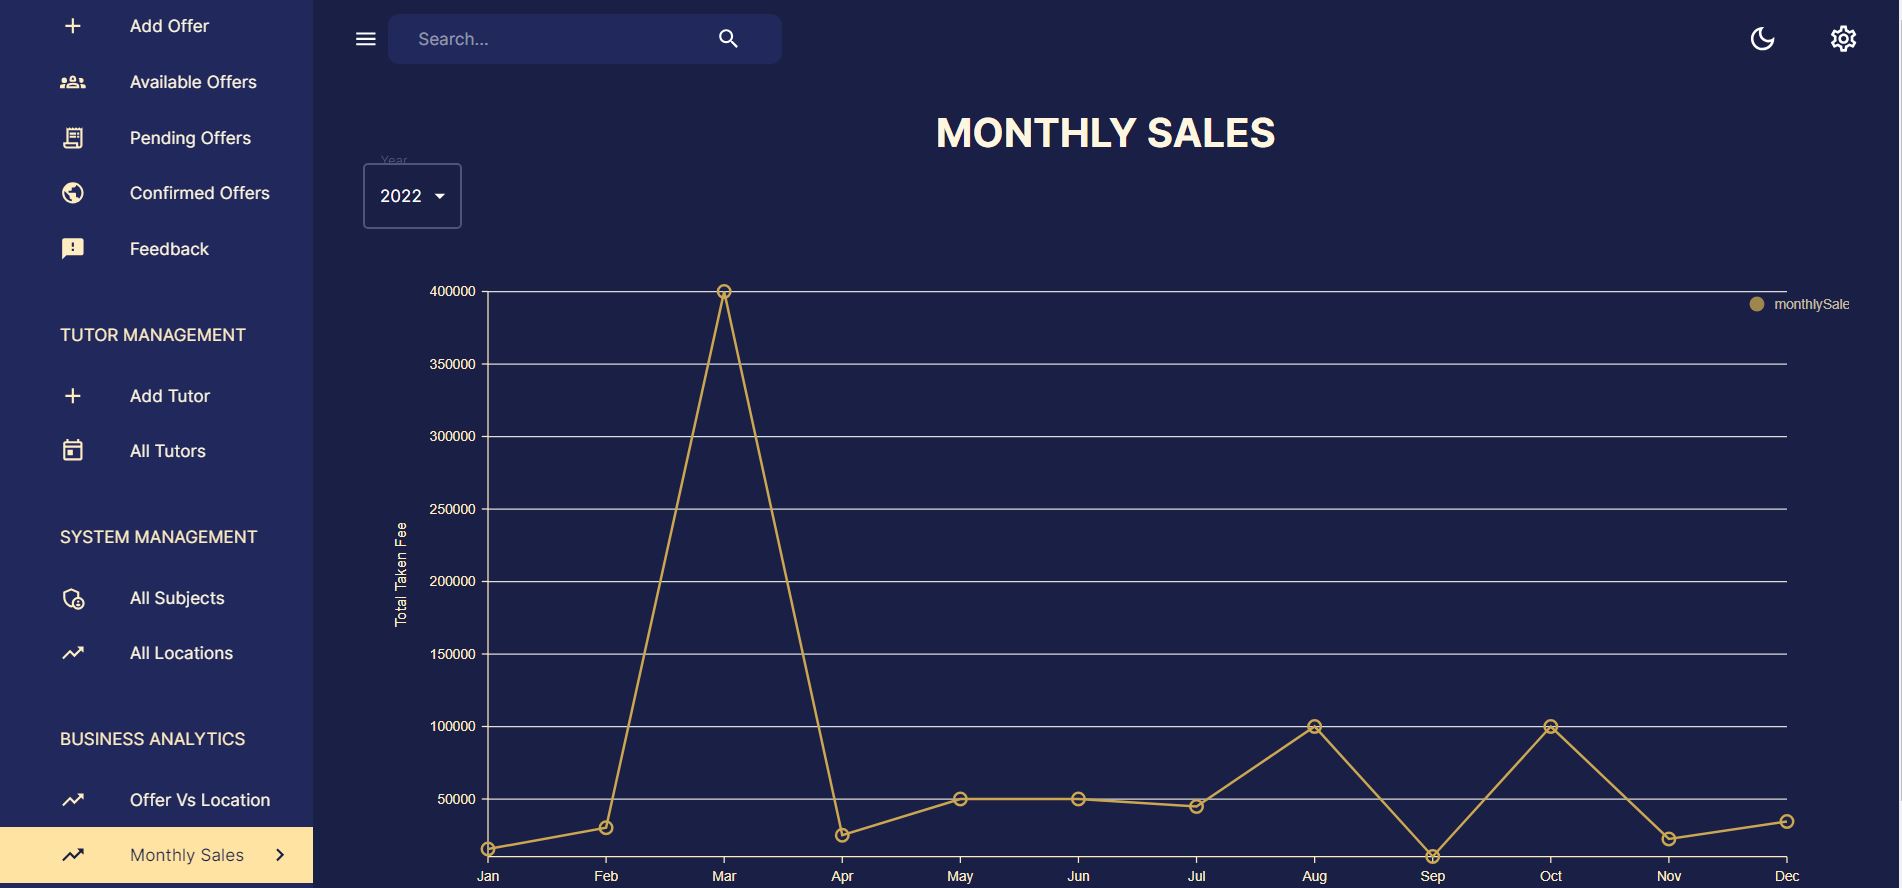 Add Offer
Available Offers
Pending Offers
Confirmed Offers
Feedback
TUTOR MANAGEMENT
Add Tutor
All Tutors
SYSTEM MANAGEMENT
All Subjects
All Locations
BUSINESS ANALYTICS
Offer Vs Location
Monthly Sales
Search...
MONTHLY SALES
Year
2022
400000
350000
300000
250000
200000
150000
100000
50000
Total Taken Fee
monthlySale
Jan Feb Mar Apr May Jun Jul Aug Sep Oct Nov Dec